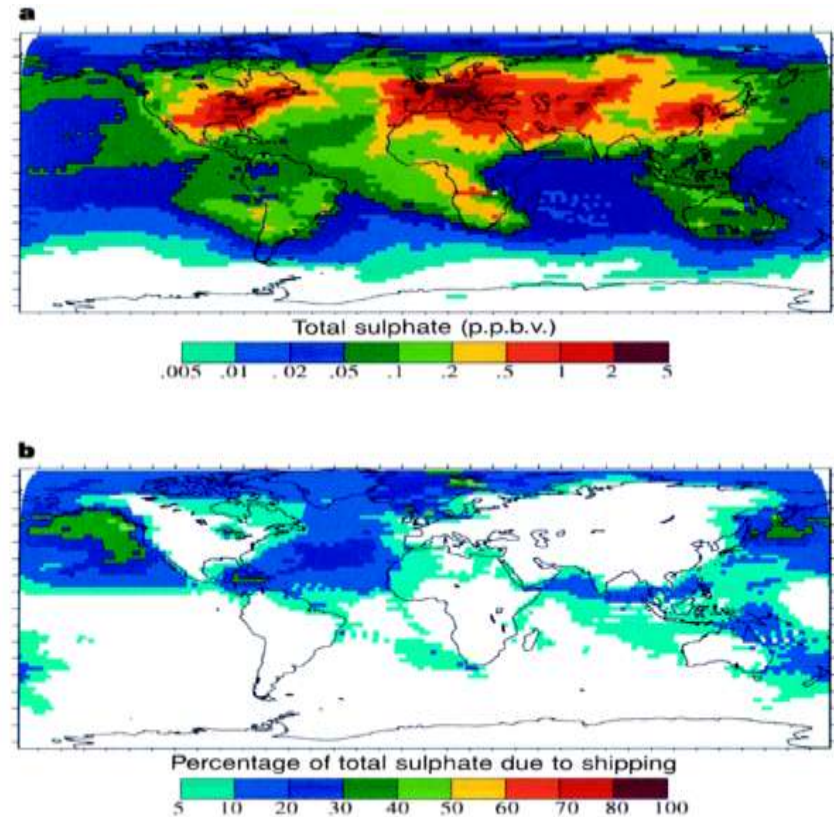 a
Total sulphate (p.p.b.v.)
.005 .01 .02 .05 .1 .2 .5 1 2 5
b
Percentage of total sulphate due to shipping
5 10 20 30 40 50 60 70 80 100